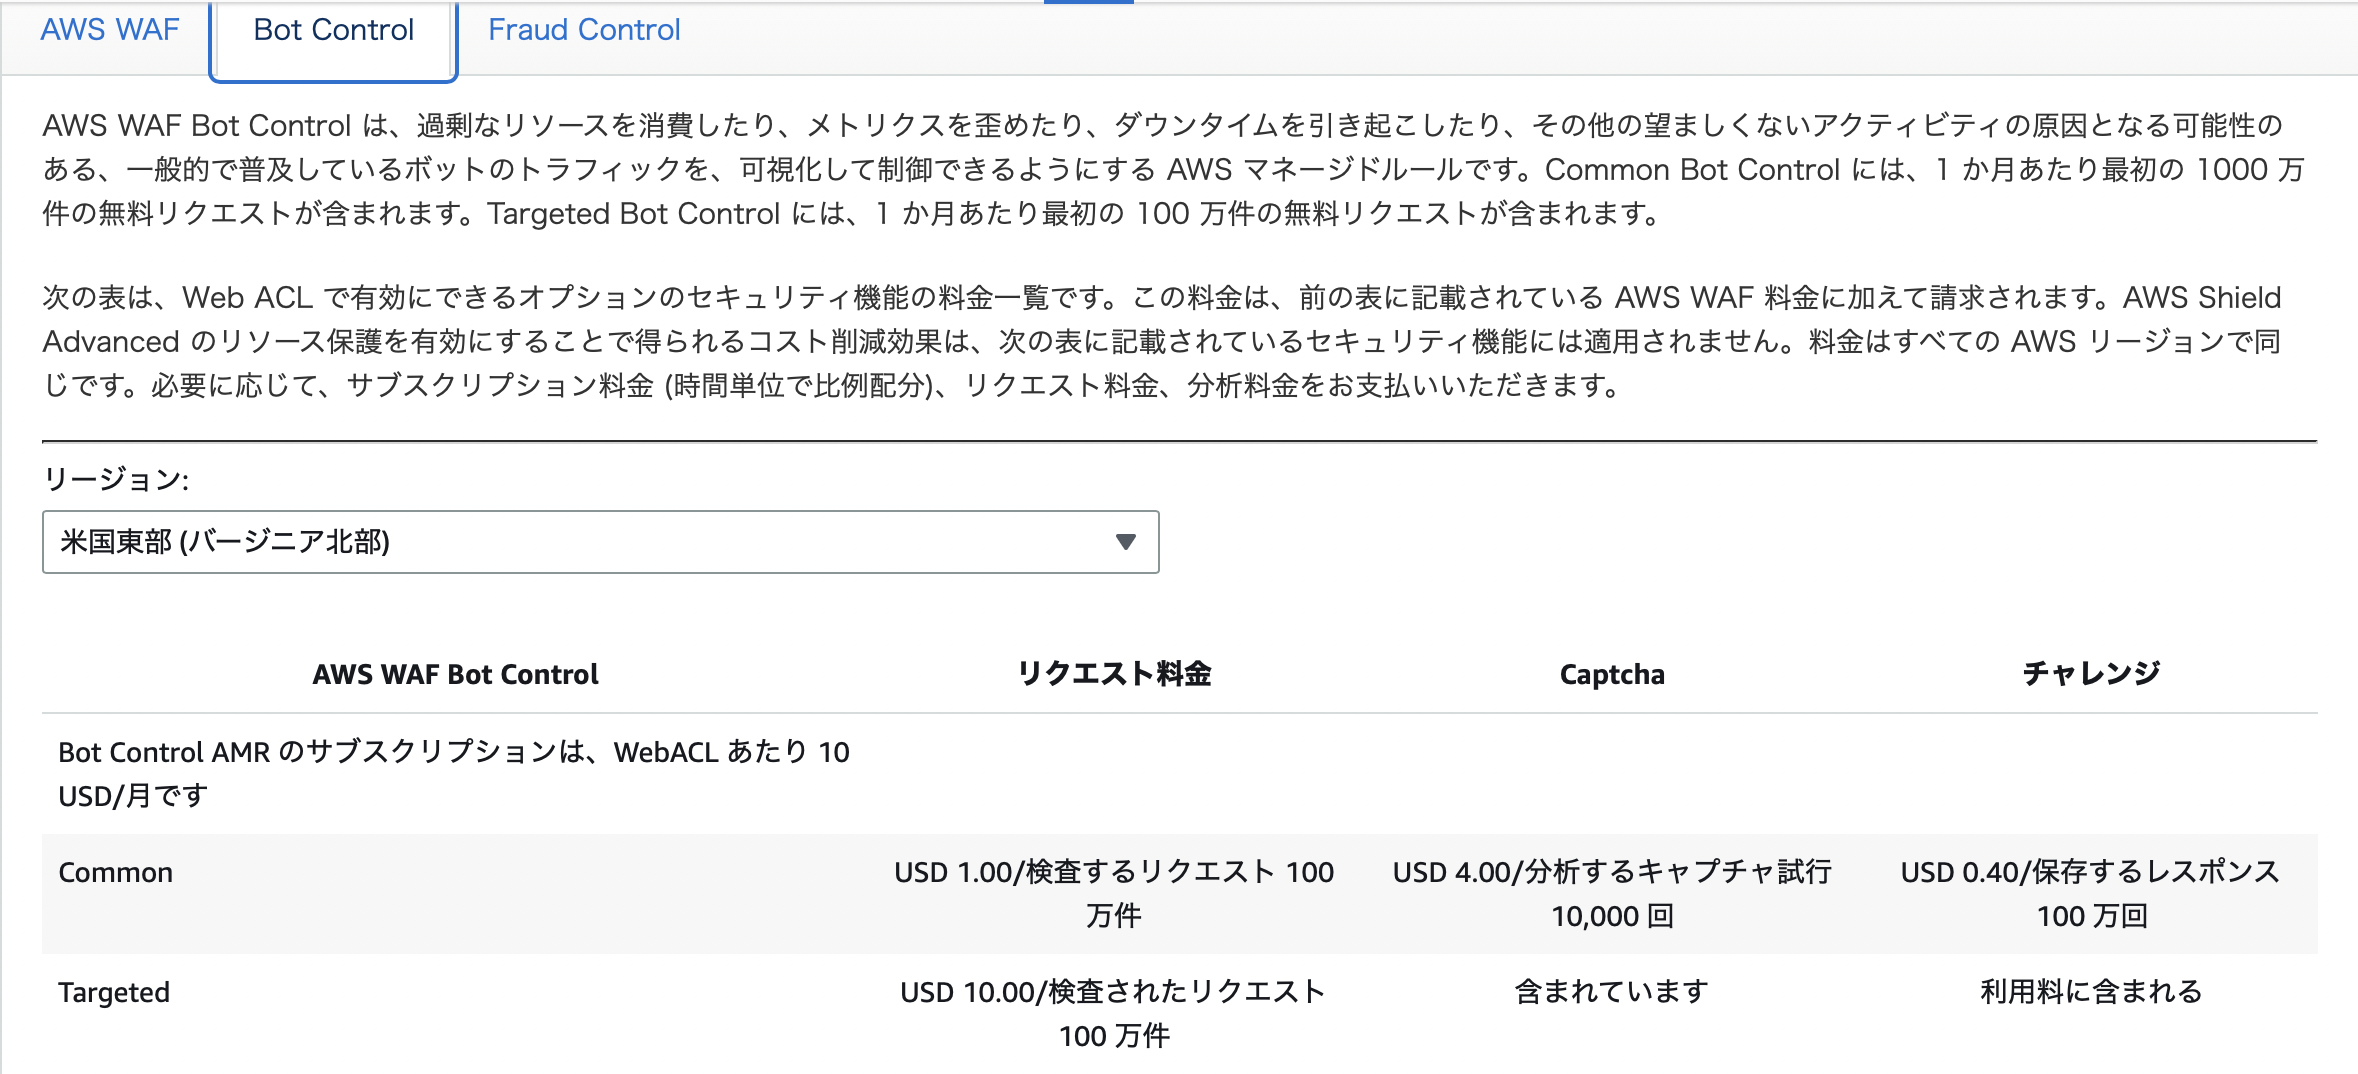 AWS WAF
Bot Control
Fraud Control
AWS WAF Bot Control は、過剰なリソースを消費したり、メトリクスを歪めたり、ダウンタイムを引き起こしたり、その他の望ましくないアクティビティの原因となる可能性の
ある、一般的で普及しているボットのトラフィックを、可視化して制御できるようにする AWS マネージドルールです。Common Bot Control には、1 か月あたり最初の 1000 万
件の無料リクエストが含まれます。Targeted Bot Control には、1 か月あたり最初の 100 万件の無料リクエストが含まれます。
次の表は、Web ACL で有効にできるオプションのセキュリティ機能の料金一覧です。この料金は、前の表に記載されている AWS WAF 料金に加えて請求されます。AWS Shield
Advanced のリソース保護を有効にすることで得られるコスト削減効果は、次の表に記載されているセキュリティ機能には適用されません。料金はすべての AWS リージョンで同
じです。必要に応じて、サブスクリプション料金 (時間単位で比例配分)、リクエスト料金、分析料金をお支払いいただきます。
リージョン:
米国東部 (バージニア北部)
AWS WAF Bot Control
リクエスト料金
Captcha
チャレンジ
Bot Control AMR のサブスクリプションは、WebACL あたり 10
USD/月です
Common
USD 1.00/検査するリクエスト 100
万件
USD 4.00/分析するキャプチャ試行
10,000 回
USD 0.40/保存するレスポンス
100 万回
Targeted
USD 10.00/検査されたリクエスト
100 万件
含まれています
利用料に含まれる